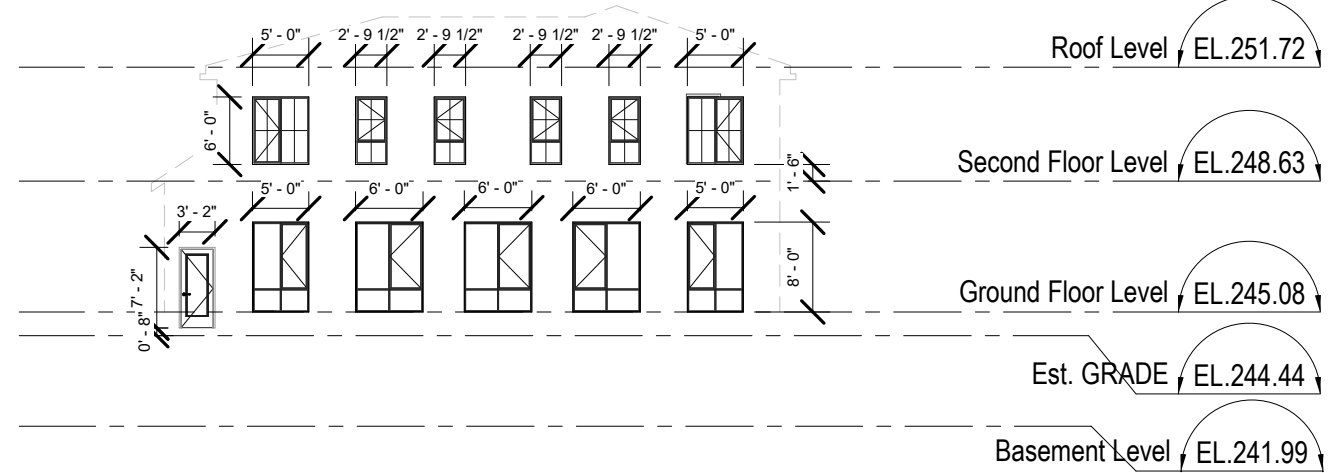 5' - 0" 2' - 9 1/2" 2' - 9 1/2" 2' - 9 1/2" 2' - 9 1/2" 5' - 0"
Roof Level EL.251.72
6' - 0"
Second Floor Level EL.248.63
1' - 6"
5' - 0" 6' - 0" 6' - 0" 6' - 0" 5' - 0"
3' - 2"
8' - 0"
7' - 2"
0' - 8"
Ground Floor Level EL.245.08
Est. GRADE EL.244.44
Basement Level EL.241.99